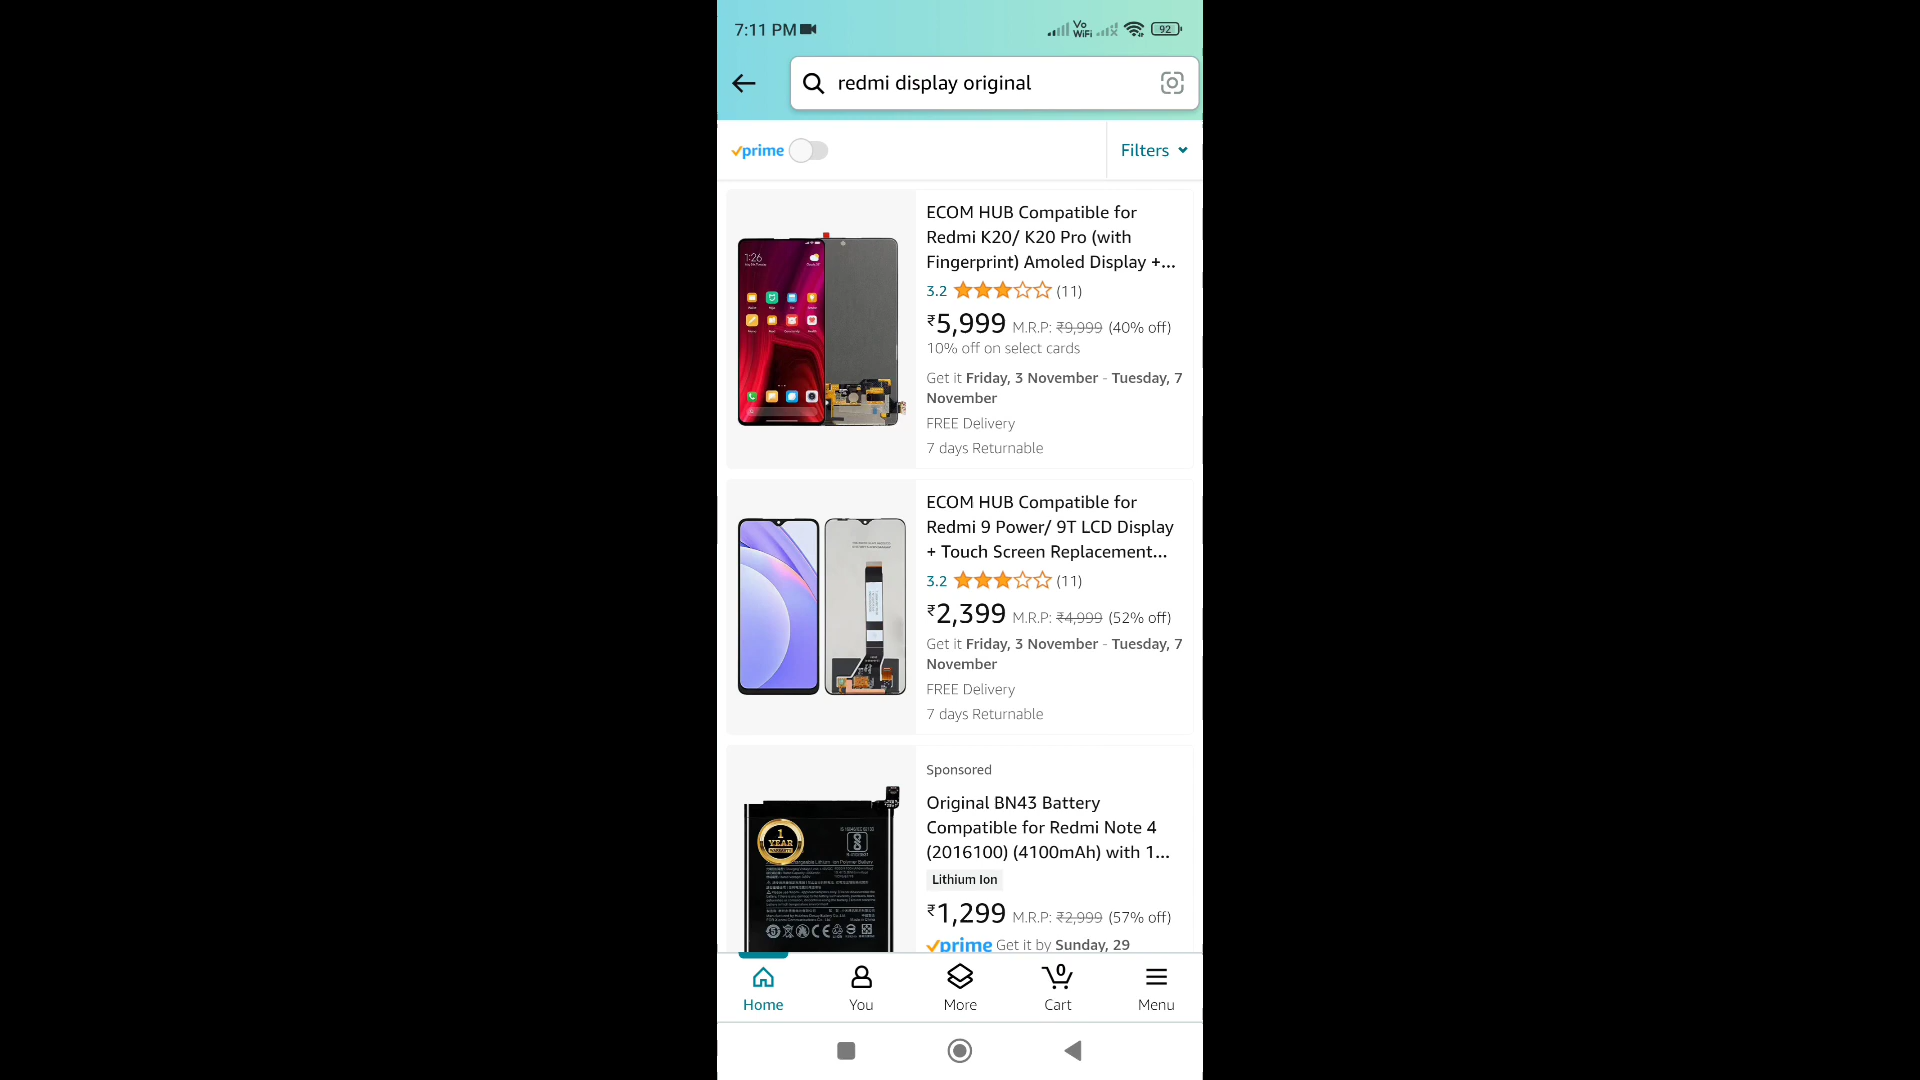 7:11 PM
Vo
WiFi
92
redmi display original
prime
Filters
ECOM HUB Compatible for
Redmi K20/ K20 Pro (with
Fingerprint) Amoled Display +...
3.2 (11)
₹5,999 M.R.P: ₹9,999 (40% off)
10% off on select cards
Get it Friday, 3 November - Tuesday, 7
November
FREE Delivery
7 days Returnable
1:26
ECOM HUB Compatible for
Redmi 9 Power/ 9T LCD Display
+ Touch Screen Replacement...
3.2 (11)
₹2,399 M.R.P: ₹4,999 (52% off)
Get it Friday, 3 November - Tuesday, 7
November
FREE Delivery
7 days Returnable
Sponsored
Original BN43 Battery
Compatible for Redmi Note 4
(2016100) (4100mAh) with 1...
Lithium Ion
₹1,299 M.R.P: ₹2,999 (57% off)
prime Get it by Sunday, 29
1
YEAR
0
Home
You
More
Cart
Menu